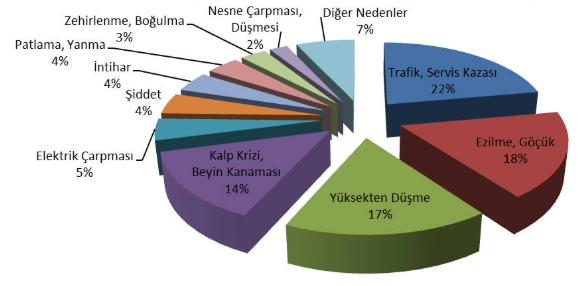 Trafik, Servis Kazası
22%
Ezilme, Göçük
18%
Yüksekten Düşme
17%
Kalp Krizi,
Beyin Kanaması
14%
Elektrik Çarpması
5%
Şiddet
4%
İntihar
4%
Patlama, Yanma
4%
Zehirlenme, Boğulma
3%
Nesne Çarpması,
Düşmesi
2%
Diğer Nedenler
7%